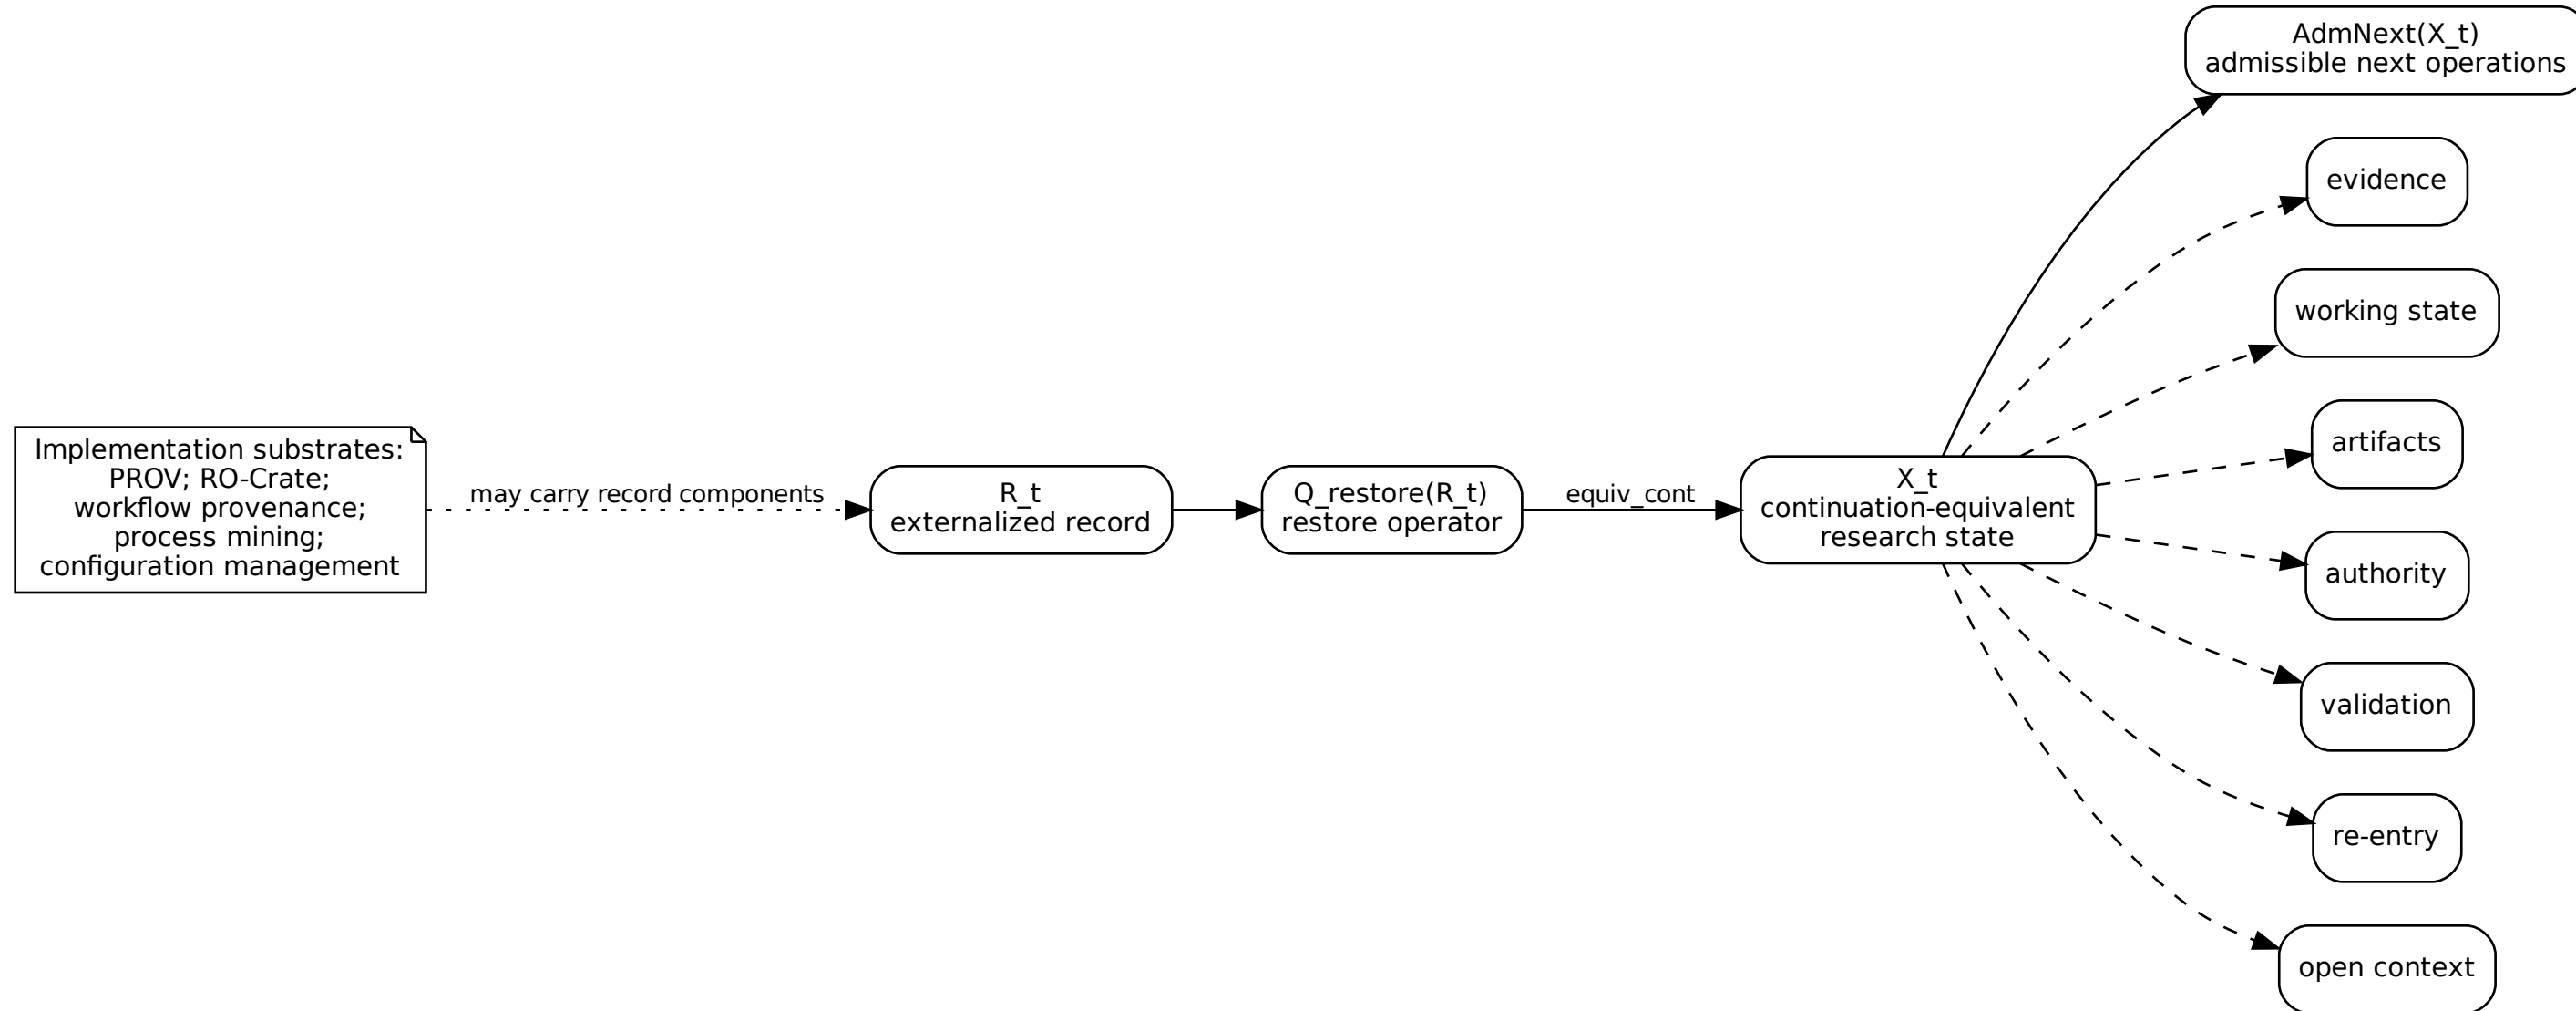 AdmNext(X_t)
admissible next operations
evidence
working state
artifacts
Implementation substrates:
PROV; RO-Crate;
workflow provenance;
process mining;
configuration management
may carry record components
R_t
externalized record
Q_restore(R_t)
restore operator
equiv_cont
X_t
continuation-equivalent
research state
authority
validation
re-entry
open context